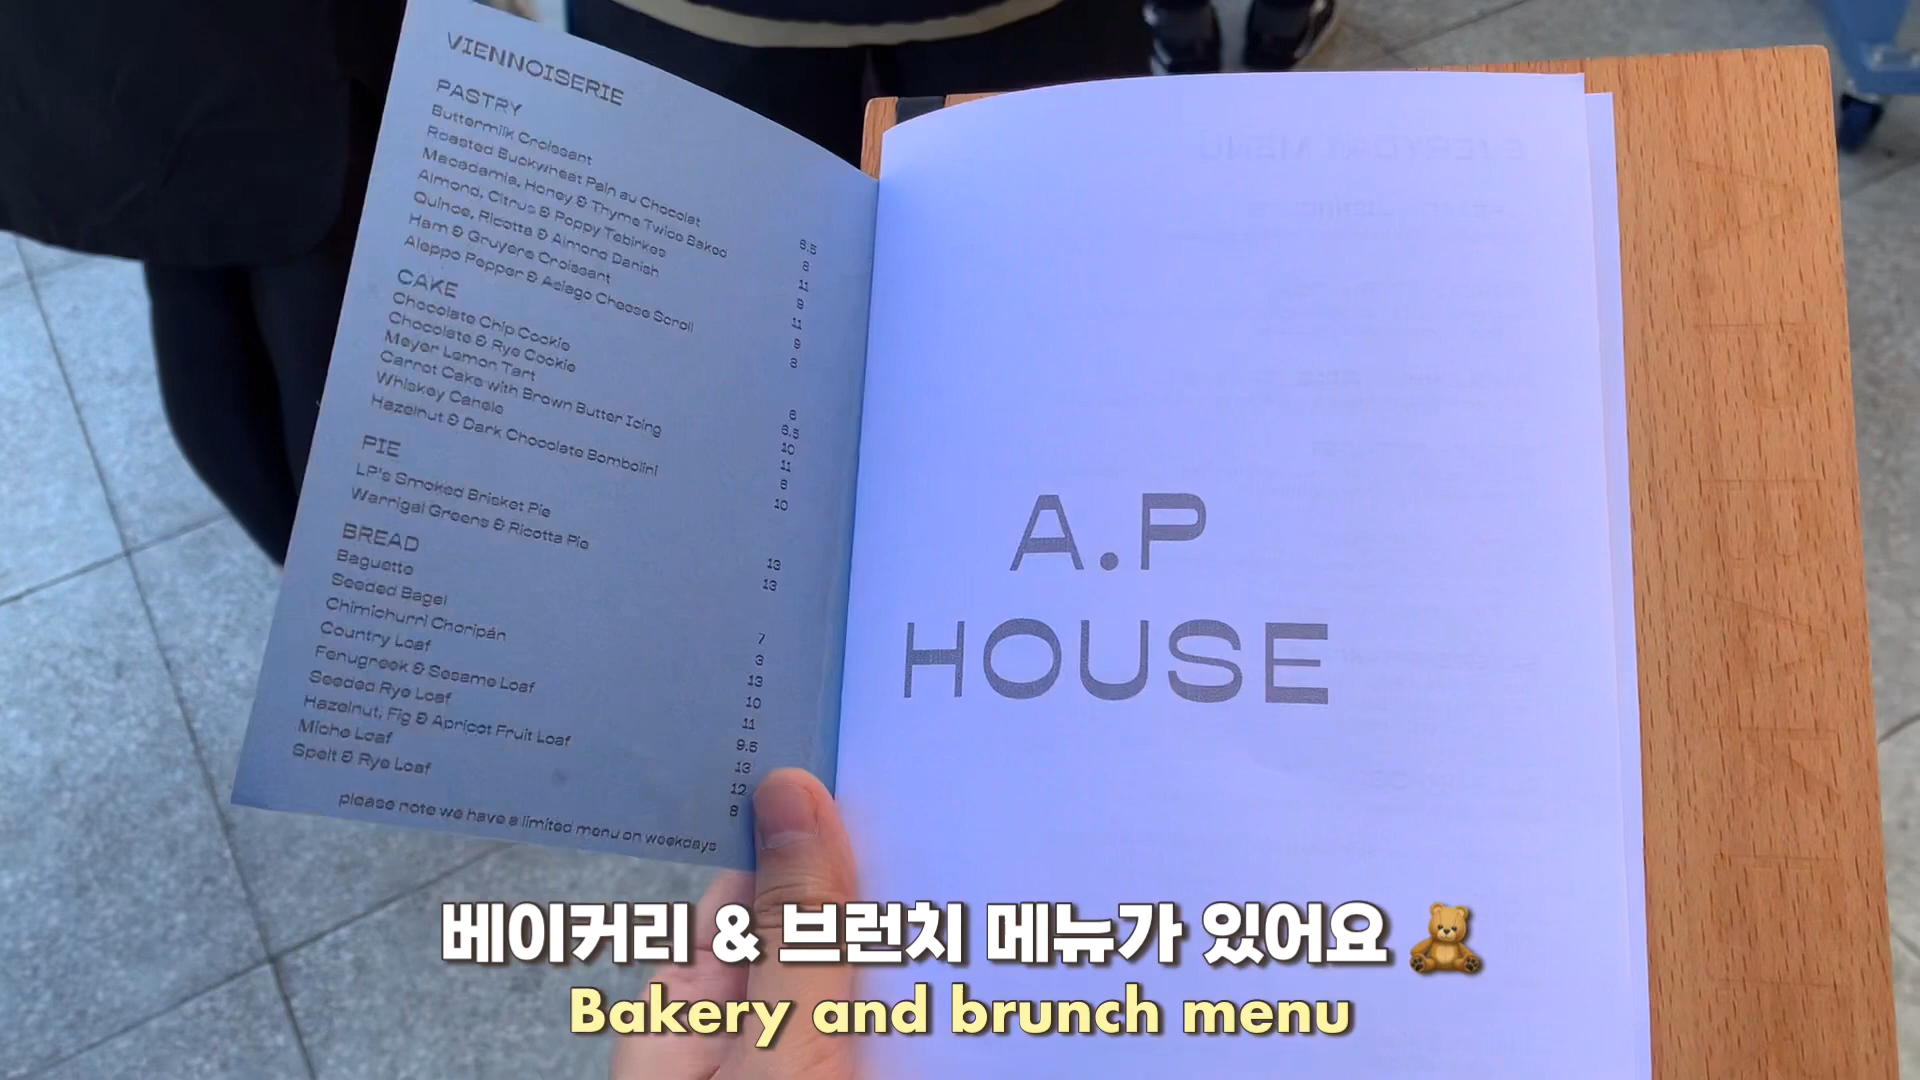 VIENNOISERIE
PASTRY
Buttermilk Croissant 6.5
Roasted Buckwheat Pain au Chocolat 8
Macadamia, Honey & Thyme Twice Baked 11
Almond, Citrus & Poppy Tebirkes 9
Quince, Ricotta & Almond Danish 11
Ham & Gruyere Croissant 9
Aleppo Pepper & Asiago Cheese Scroll 8
CAKE
Chocolate Chip Cookie 6
Chocolate & Rye Cookie 6.5
Meyer Lemon Tart 10
Carrot Cake with Brown Butter Icing 11
Whiskey Canele 8
Hazelnut & Dark Chocolate Bombolini 10
PIE
LP's Smoked Brisket Pie 13
Warrigal Greens & Ricotta Pie 13
BREAD
Baguette 7
Seeded Bagel 3
Chimichurri Choripán 13
Country Loaf 10
Fenugreek & Sesame Loaf 11
Seeded Rye Loaf 9.5
Hazelnut, Fig & Apricot Fruit Loaf 13
Miche Loaf 12
Spelt & Rye Loaf 8
please note we have a limited menu on weekdays
A.P
HOUSE
베이커리 & 브런치 메뉴가 있어요
Bakery and brunch menu